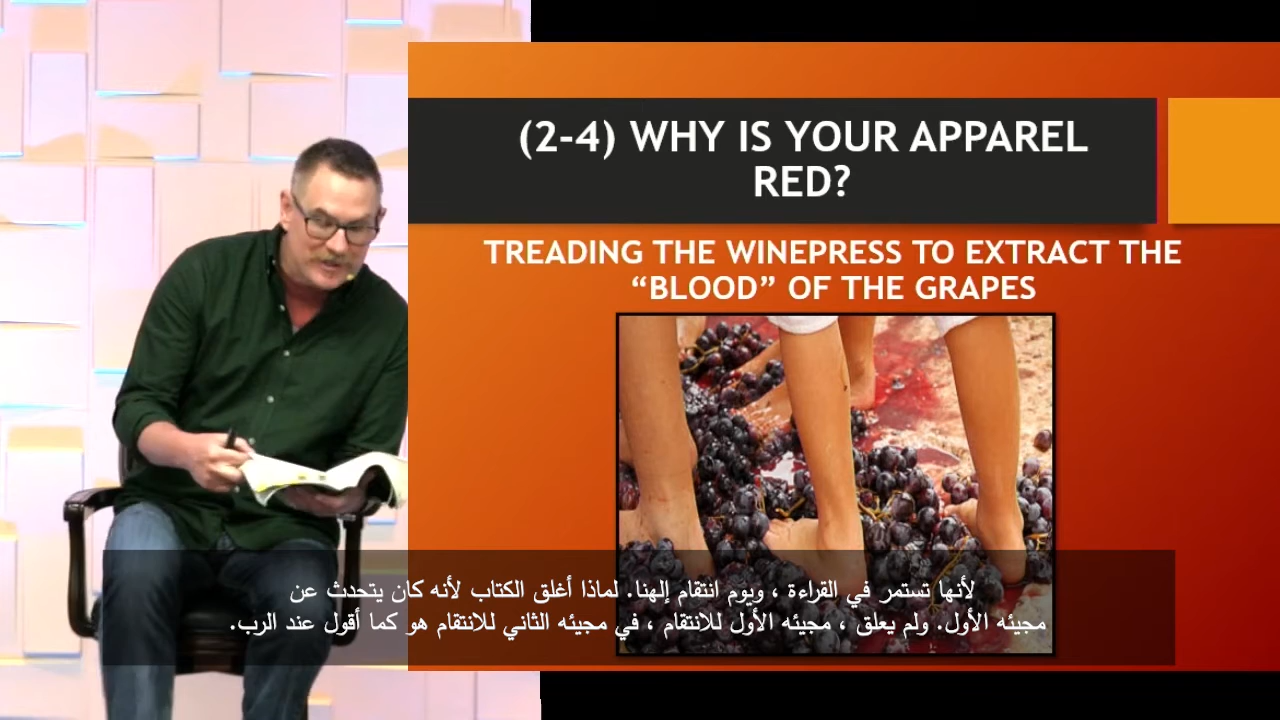 (2-4) WHY IS YOUR APPAREL
RED?
TREADING THE WINEPRESS TO EXTRACT THE
“BLOOD” OF THE GRAPES
لأنها تستمر في القراءة ، ويوم انتقام إلهنا. لماذا أغلق الكتاب لأنه كان يتحدث عن
مجيئه الأول. ولم يعلق ، مجيئه الأول للانتقام ، في مجيئه الثاني للانتقام هو كما أقول عند الرب.